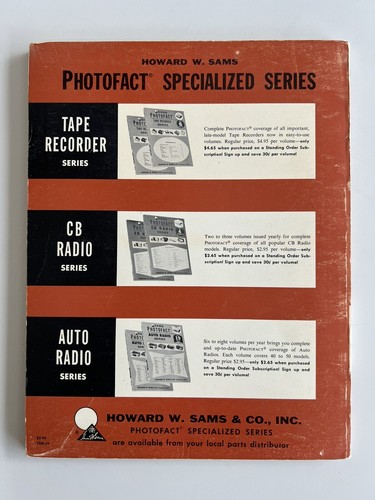 HOWARD W. SAMS
PHOTOFACT® SPECIALIZED SERIES
TAPE
RECORDER
SERIES
PHOTOFACT
Complete PHOTOFACT® coverage of all important,
late-model Tape Recorders now in easy-to-use
volumes. Regular price, $4.95 per volume—only
$4.65 when purchased on a Standing Order Sub-
scription! Sign up and save 30¢ per volume!
CB
RADIO
SERIES
Two to three volumes issued yearly for complete
PHOTOFACT® coverage of all popular CB Radio
models. Regular price, $2.95 per volume—only
$2.65 when purchased on a Standing Order Sub-
scription! Sign up and save 30¢ per volume!
AUTO
RADIO
SERIES
PHOTOFACT
AUTO RADIO
Six to eight volumes per year brings you complete
and up-to-date PHOTOFACT® coverage of Auto
Radios. Each volume covers 40 to 50 models.
Regular price $2.95—only $2.65 when purchased
on a Standing Order Subscription! Sign up and
save 30¢ per volume!
HOWARD W. SAMS & CO., INC.
PHOTOFACT® SPECIALIZED SERIES
are available from your local parts distributor